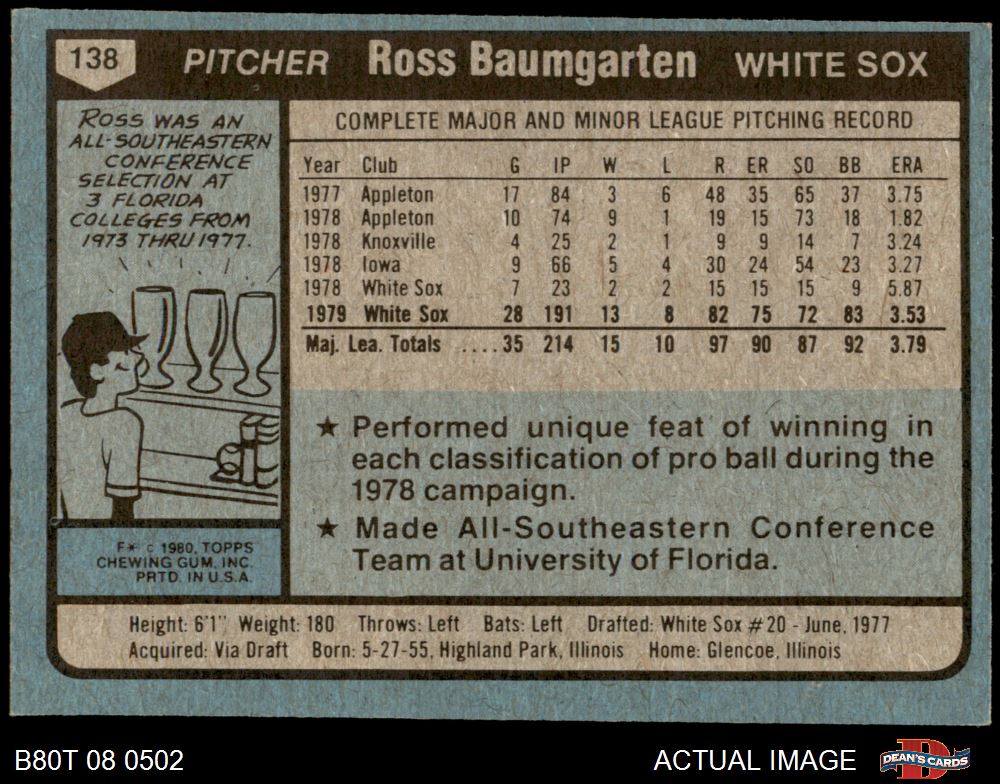 138 PITCHER Ross Baumgarten WHITE SOX
ROSS WAS AN
ALL-SOUTHEASTERN
CONFERENCE
SELECTION AT
3 FLORIDA
COLLEGES FROM
1973 THRU 1977.
COMPLETE MAJOR AND MINOR LEAGUE PITCHING RECORD
Year Club G IP W L R ER SO BB ERA
1977 Appleton 17 84 3 6 48 35 65 37 3.75
1978 Appleton 10 74 9 1 19 15 73 18 1.82
1978 Knoxville 4 25 2 1 9 9 14 7 3.24
1978 Iowa 9 66 5 4 30 24 54 23 3.27
1978 White Sox 7 23 2 2 15 15 15 9 5.87
1979 White Sox 28 191 13 8 82 75 72 83 3.53
Maj. Lea. Totals ....35 214 15 10 97 90 87 92 3.79
★ Performed unique feat of winning in
each classification of pro ball during the
1978 campaign.
★ Made All-Southeastern Conference
Team at University of Florida.
F* © 1980, TOPPS
CHEWING GUM, INC.
PRTD. IN U.S.A.
Height: 6'1" Weight: 180 Throws: Left Bats: Left Drafted: White Sox #20 - June, 1977
Acquired: Via Draft Born: 5-27-55, Highland Park, Illinois Home: Glencoe, Illinois
B80T 08 0502 ACTUAL IMAGE DEAN'S CARDS